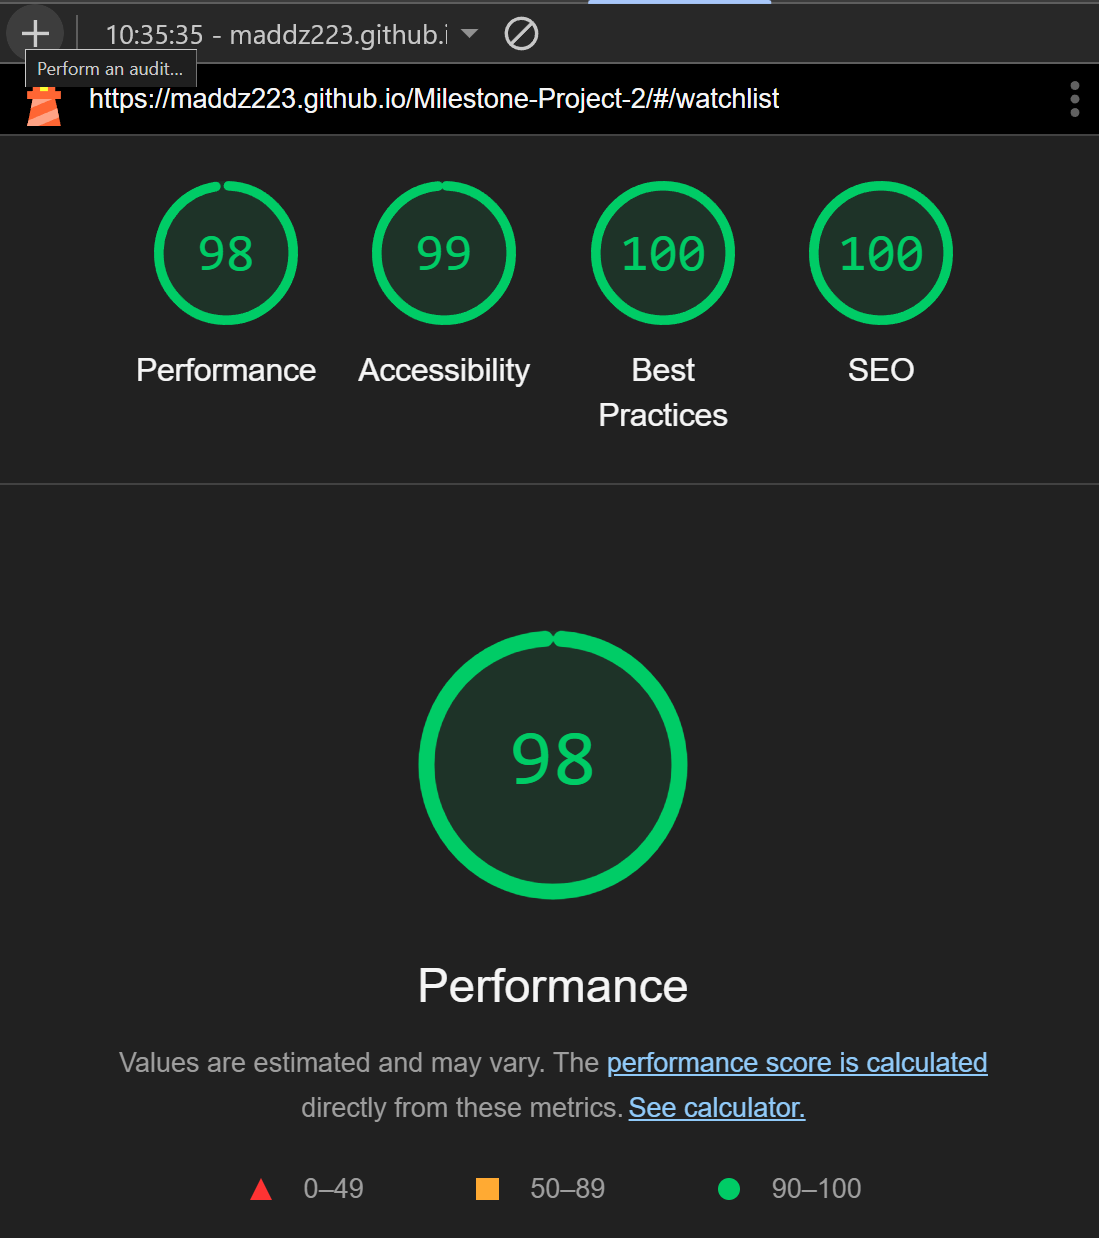 10:35:35 - maddz223.github.i
Perform an audit...
https://maddz223.github.io/Milestone-Project-2/#/watchlist
98
99
100
100
Performance
Accessibility
Best
Practices
SEO
98
Performance
Values are estimated and may vary. The performance score is calculated
directly from these metrics. See calculator.
0–49
50–89
90–100